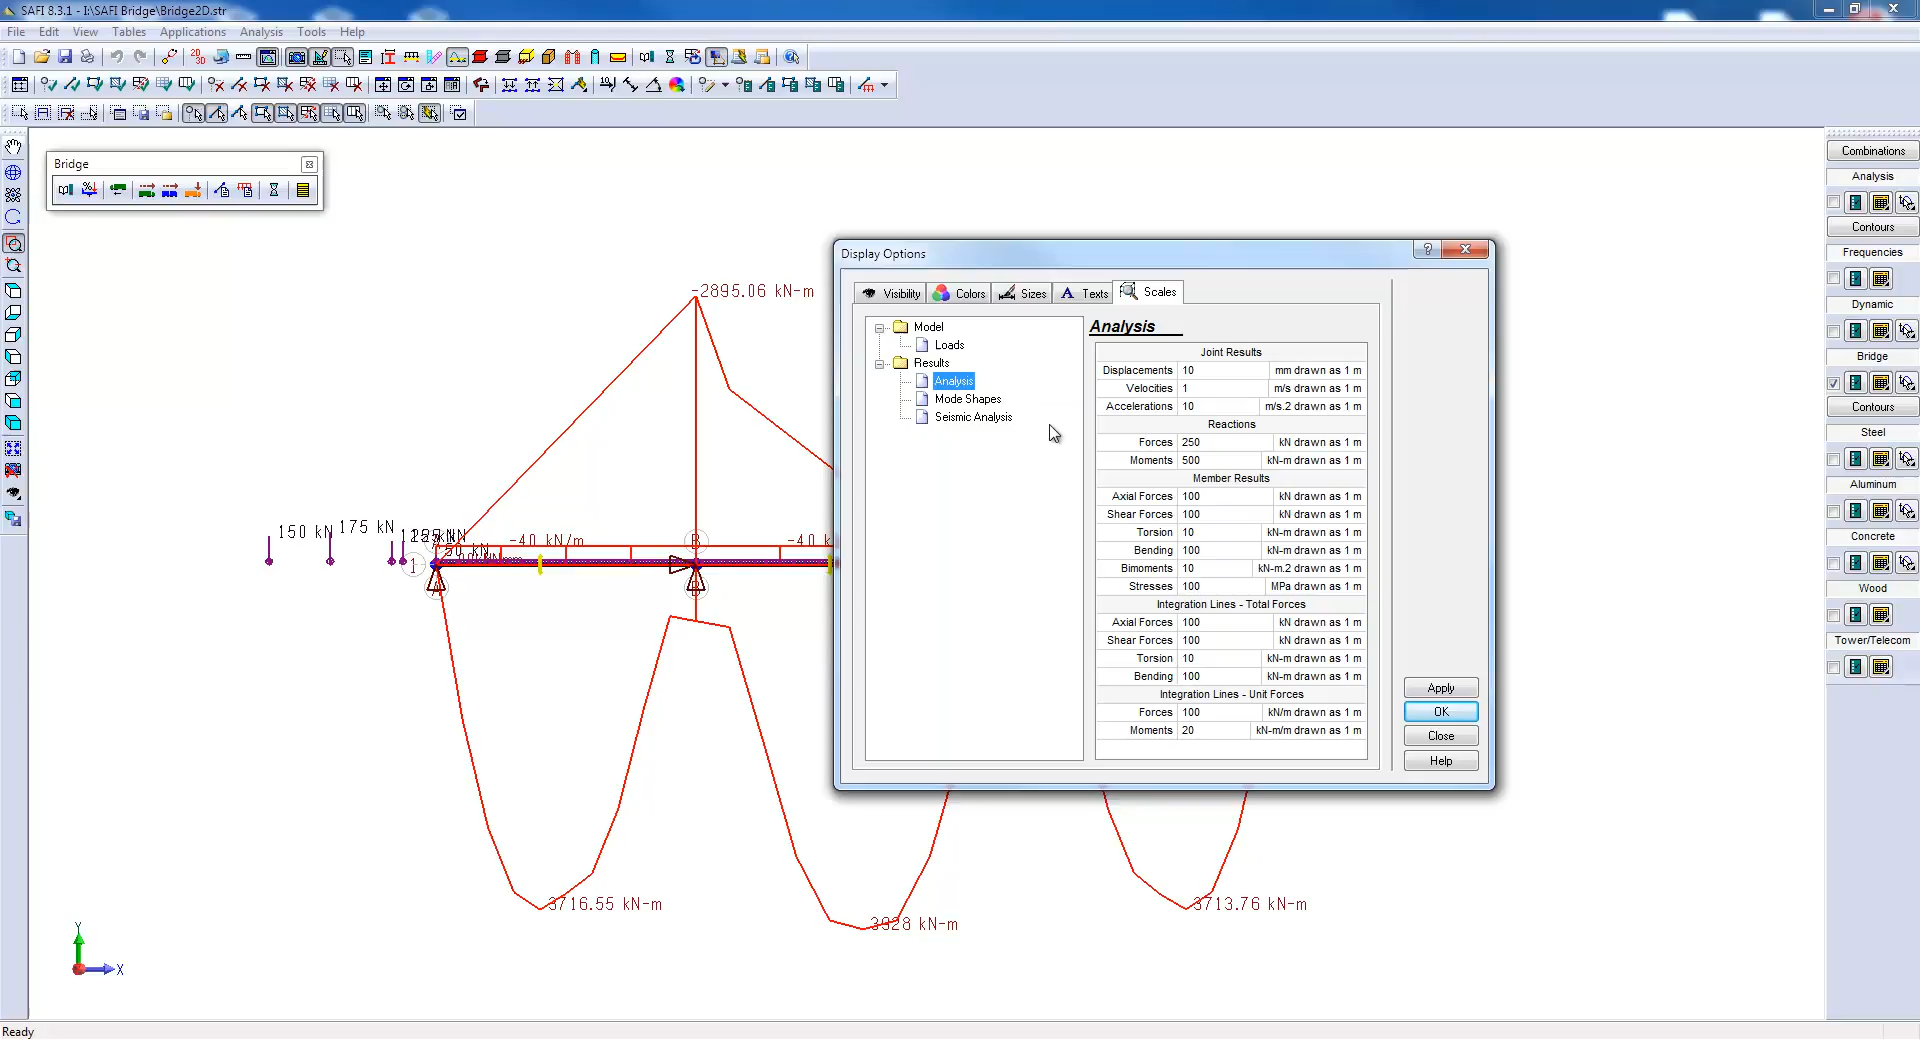 SAFI 8.3.1 - I:\SAFI Bridge\Bridge2D.str
File Edit View Tables Applications Analysis Tools Help
Bridge
-2895.06 kN-m
150 kN
175 kN
-40 kN/m
-40 k
B
B
1
A
3716.55 kN-m
3928 kN-m
3713.76 kN-m
Y
X
Display Options
Visibility Colors Sizes Texts Scales
Model
Loads
Results
Analysis
Mode Shapes
Seismic Analysis
Analysis
Joint Results
Displacements 10 mm drawn as 1 m
Velocities 1 m/s drawn as 1 m
Accelerations 10 m/s.2 drawn as 1 m
Reactions
Forces 250 kN drawn as 1 m
Moments 500 kN-m drawn as 1 m
Member Results
Axial Forces 100 kN drawn as 1 m
Shear Forces 100 kN drawn as 1 m
Torsion 10 kN-m drawn as 1 m
Bending 100 kN-m drawn as 1 m
Bimoments 10 kN-m.2 drawn as 1 m
Stresses 100 MPa drawn as 1 m
Integration Lines - Total Forces
Axial Forces 100 kN drawn as 1 m
Shear Forces 100 kN drawn as 1 m
Torsion 10 kN-m drawn as 1 m
Bending 100 kN-m drawn as 1 m
Integration Lines - Unit Forces
Forces 100 kN/m drawn as 1 m
Moments 20 kN-m/m drawn as 1 m
Apply
OK
Close
Help
Combinations
Analysis
Contours
Frequencies
Dynamic
Bridge
Contours
Steel
Aluminum
Concrete
Wood
Tower/Telecom
Ready